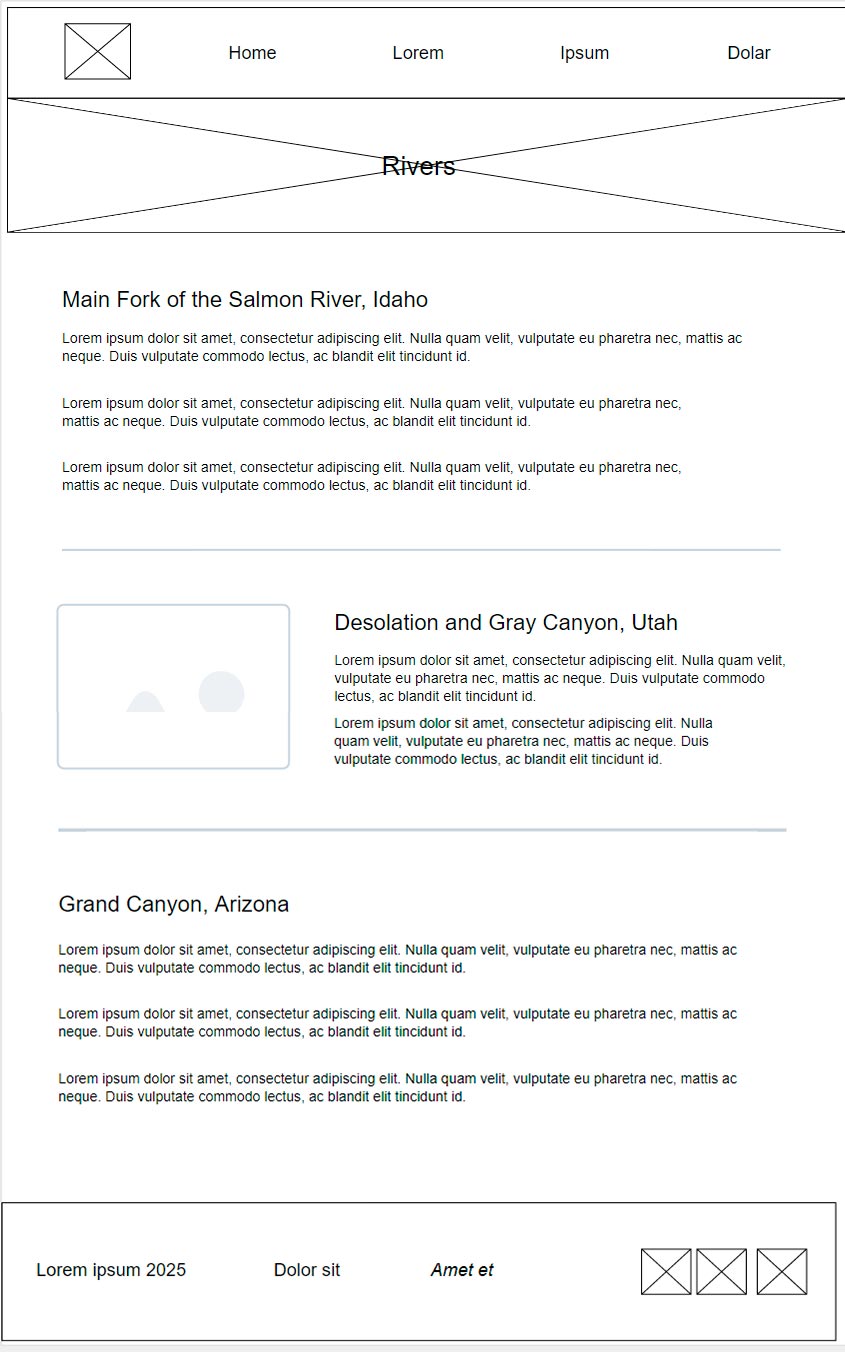 Home Lorem Ipsum Dolar
Rivers
Main Fork of the Salmon River, Idaho
Lorem ipsum dolor sit amet, consectetur adipiscing elit. Nulla quam velit, vulputate eu pharetra nec, mattis ac
neque. Duis vulputate commodo lectus, ac blandit elit tincidunt id.
Lorem ipsum dolor sit amet, consectetur adipiscing elit. Nulla quam velit, vulputate eu pharetra nec,
mattis ac neque. Duis vulputate commodo lectus, ac blandit elit tincidunt id.
Lorem ipsum dolor sit amet, consectetur adipiscing elit. Nulla quam velit, vulputate eu pharetra nec,
mattis ac neque. Duis vulputate commodo lectus, ac blandit elit tincidunt id.
Desolation and Gray Canyon, Utah
Lorem ipsum dolor sit amet, consectetur adipiscing elit. Nulla quam velit,
vulputate eu pharetra nec, mattis ac neque. Duis vulputate commodo
lectus, ac blandit elit tincidunt id.
Lorem ipsum dolor sit amet, consectetur adipiscing elit. Nulla
quam velit, vulputate eu pharetra nec, mattis ac neque. Duis
vulputate commodo lectus, ac blandit elit tincidunt id.
Grand Canyon, Arizona
Lorem ipsum dolor sit amet, consectetur adipiscing elit. Nulla quam velit, vulputate eu pharetra nec, mattis ac
neque. Duis vulputate commodo lectus, ac blandit elit tincidunt id.
Lorem ipsum dolor sit amet, consectetur adipiscing elit. Nulla quam velit, vulputate eu pharetra nec, mattis ac
neque. Duis vulputate commodo lectus, ac blandit elit tincidunt id.
Lorem ipsum dolor sit amet, consectetur adipiscing elit. Nulla quam velit, vulputate eu pharetra nec, mattis ac
neque. Duis vulputate commodo lectus, ac blandit elit tincidunt id.
Lorem ipsum 2025 Dolor sit Amet et